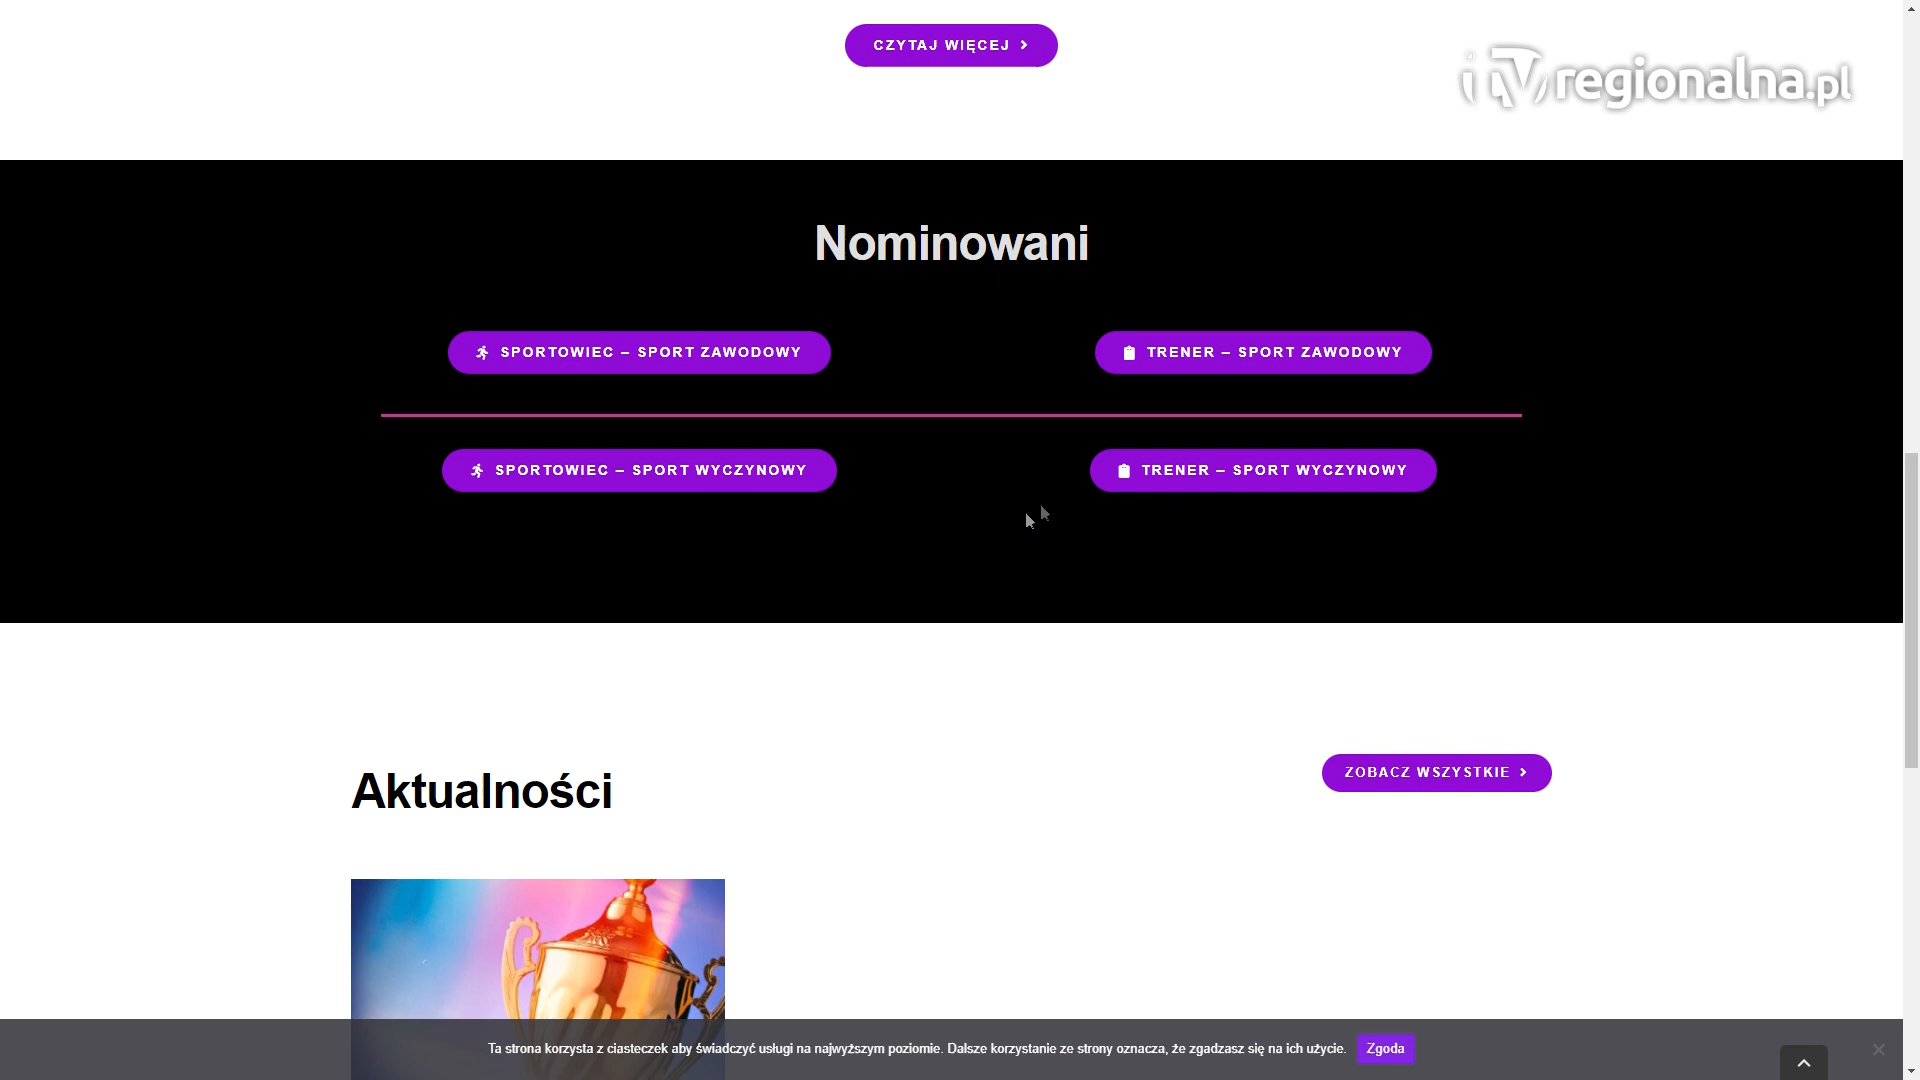 CZYTAJ WIĘCEJ
itvregionalna.pl
Nominowani
SPORTOWIEC – SPORT ZAWODOWY
TRENER – SPORT ZAWODOWY
SPORTOWIEC – SPORT WYCZYNOWY
TRENER – SPORT WYCZYNOWY
Aktualności
ZOBACZ WSZYSTKIE
Ta strona korzysta z ciasteczek aby świadczyć usługi na najwyższym poziomie. Dalsze korzystanie ze strony oznacza, że zgadzasz się na ich użycie. Zgoda